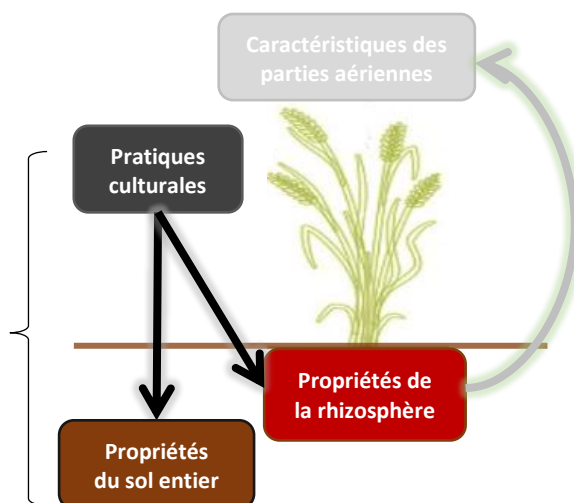 Caractéristiques des
parties aériennes
Pratiques
culturales
Propriétés de
la rhizosphère
Propriétés
du sol entier